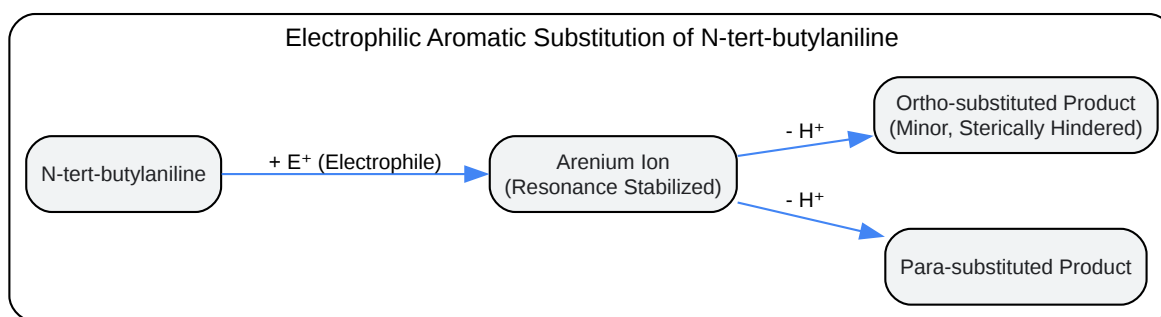 Electrophilic Aromatic Substitution of N-tert-butylaniline
N-tert-butylaniline
+ E⁺ (Electrophile)
Arenium Ion
(Resonance Stabilized)
- H⁺
Ortho-substituted Product
(Minor, Sterically Hindered)
- H⁺
Para-substituted Product